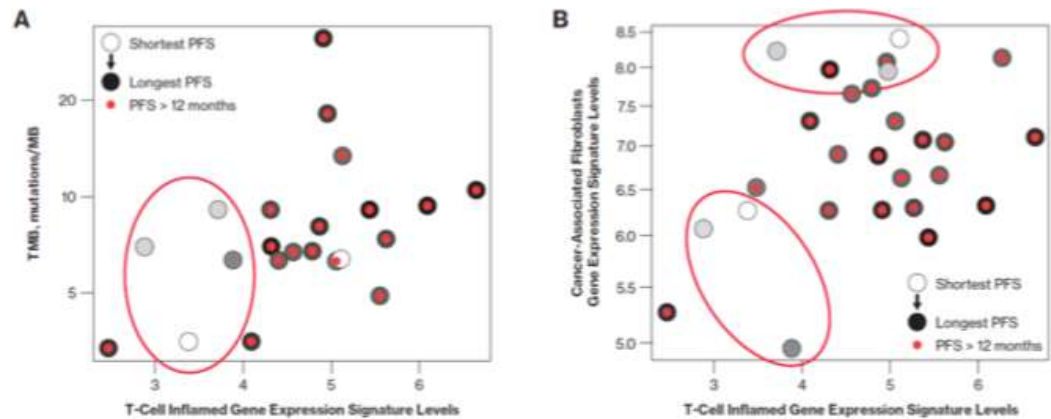 A
TMB, mutations/MB
20
10
5
Shortest PFS
Longest PFS
PFS > 12 months
3
4
5
6
T-Cell Inflamed Gene Expression Signature Levels
B
Cancer-Associated Fibroblasts
Gene Expression Signature Levels
8.5
8.0
7.5
7.0
6.5
6.0
5.5
5.0
Shortest PFS
Longest PFS
PFS > 12 months
3
4
5
6
T-Cell Inflamed Gene Expression Signature Levels